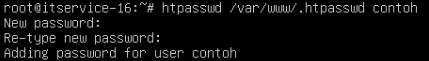 root@itservice-16:~# htpasswd /var/www/.htpasswd contoh
New password:
Re-type new password:
Adding password for user contoh